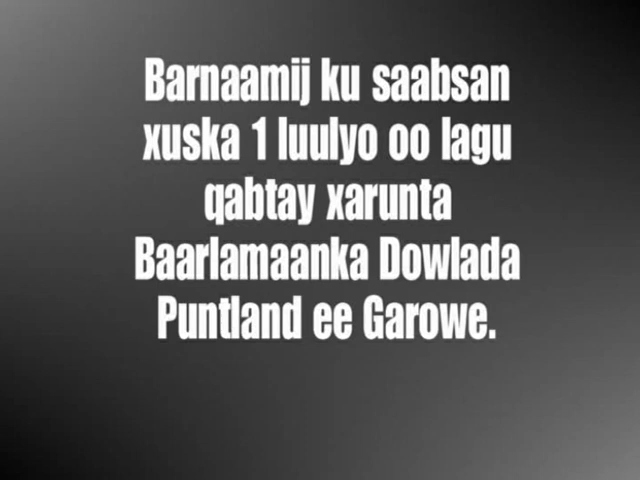 Barnaamij ku saabsan
xuska 1 luulyo oo lagu
qabtay xarunta
Baarlamaanka Dowlada
Puntland ee Garowe.